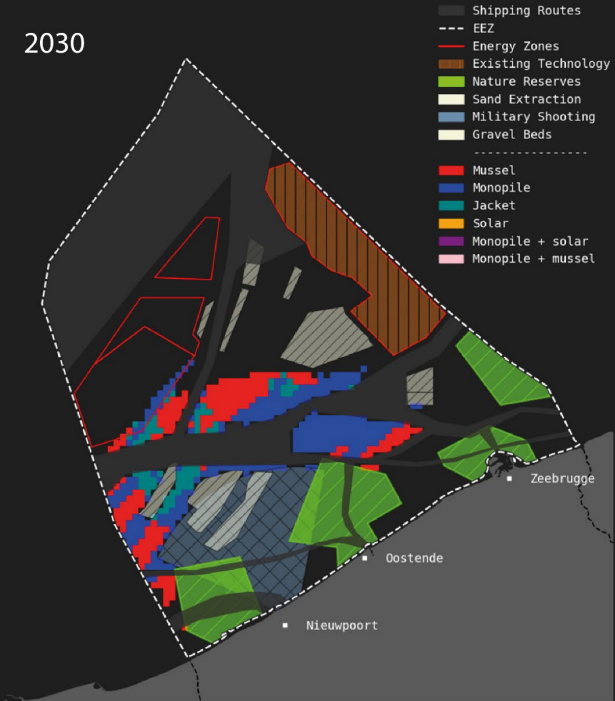 2030
Shipping Routes
EEZ
Energy Zones
Existing Technology
Nature Reserves
Sand Extraction
Military Shooting
Gravel Beds
----------------
Mussel
Monopile
Jacket
Solar
Monopile + solar
Monopile + mussel
Zeebrugge
Oostende
Nieuwpoort